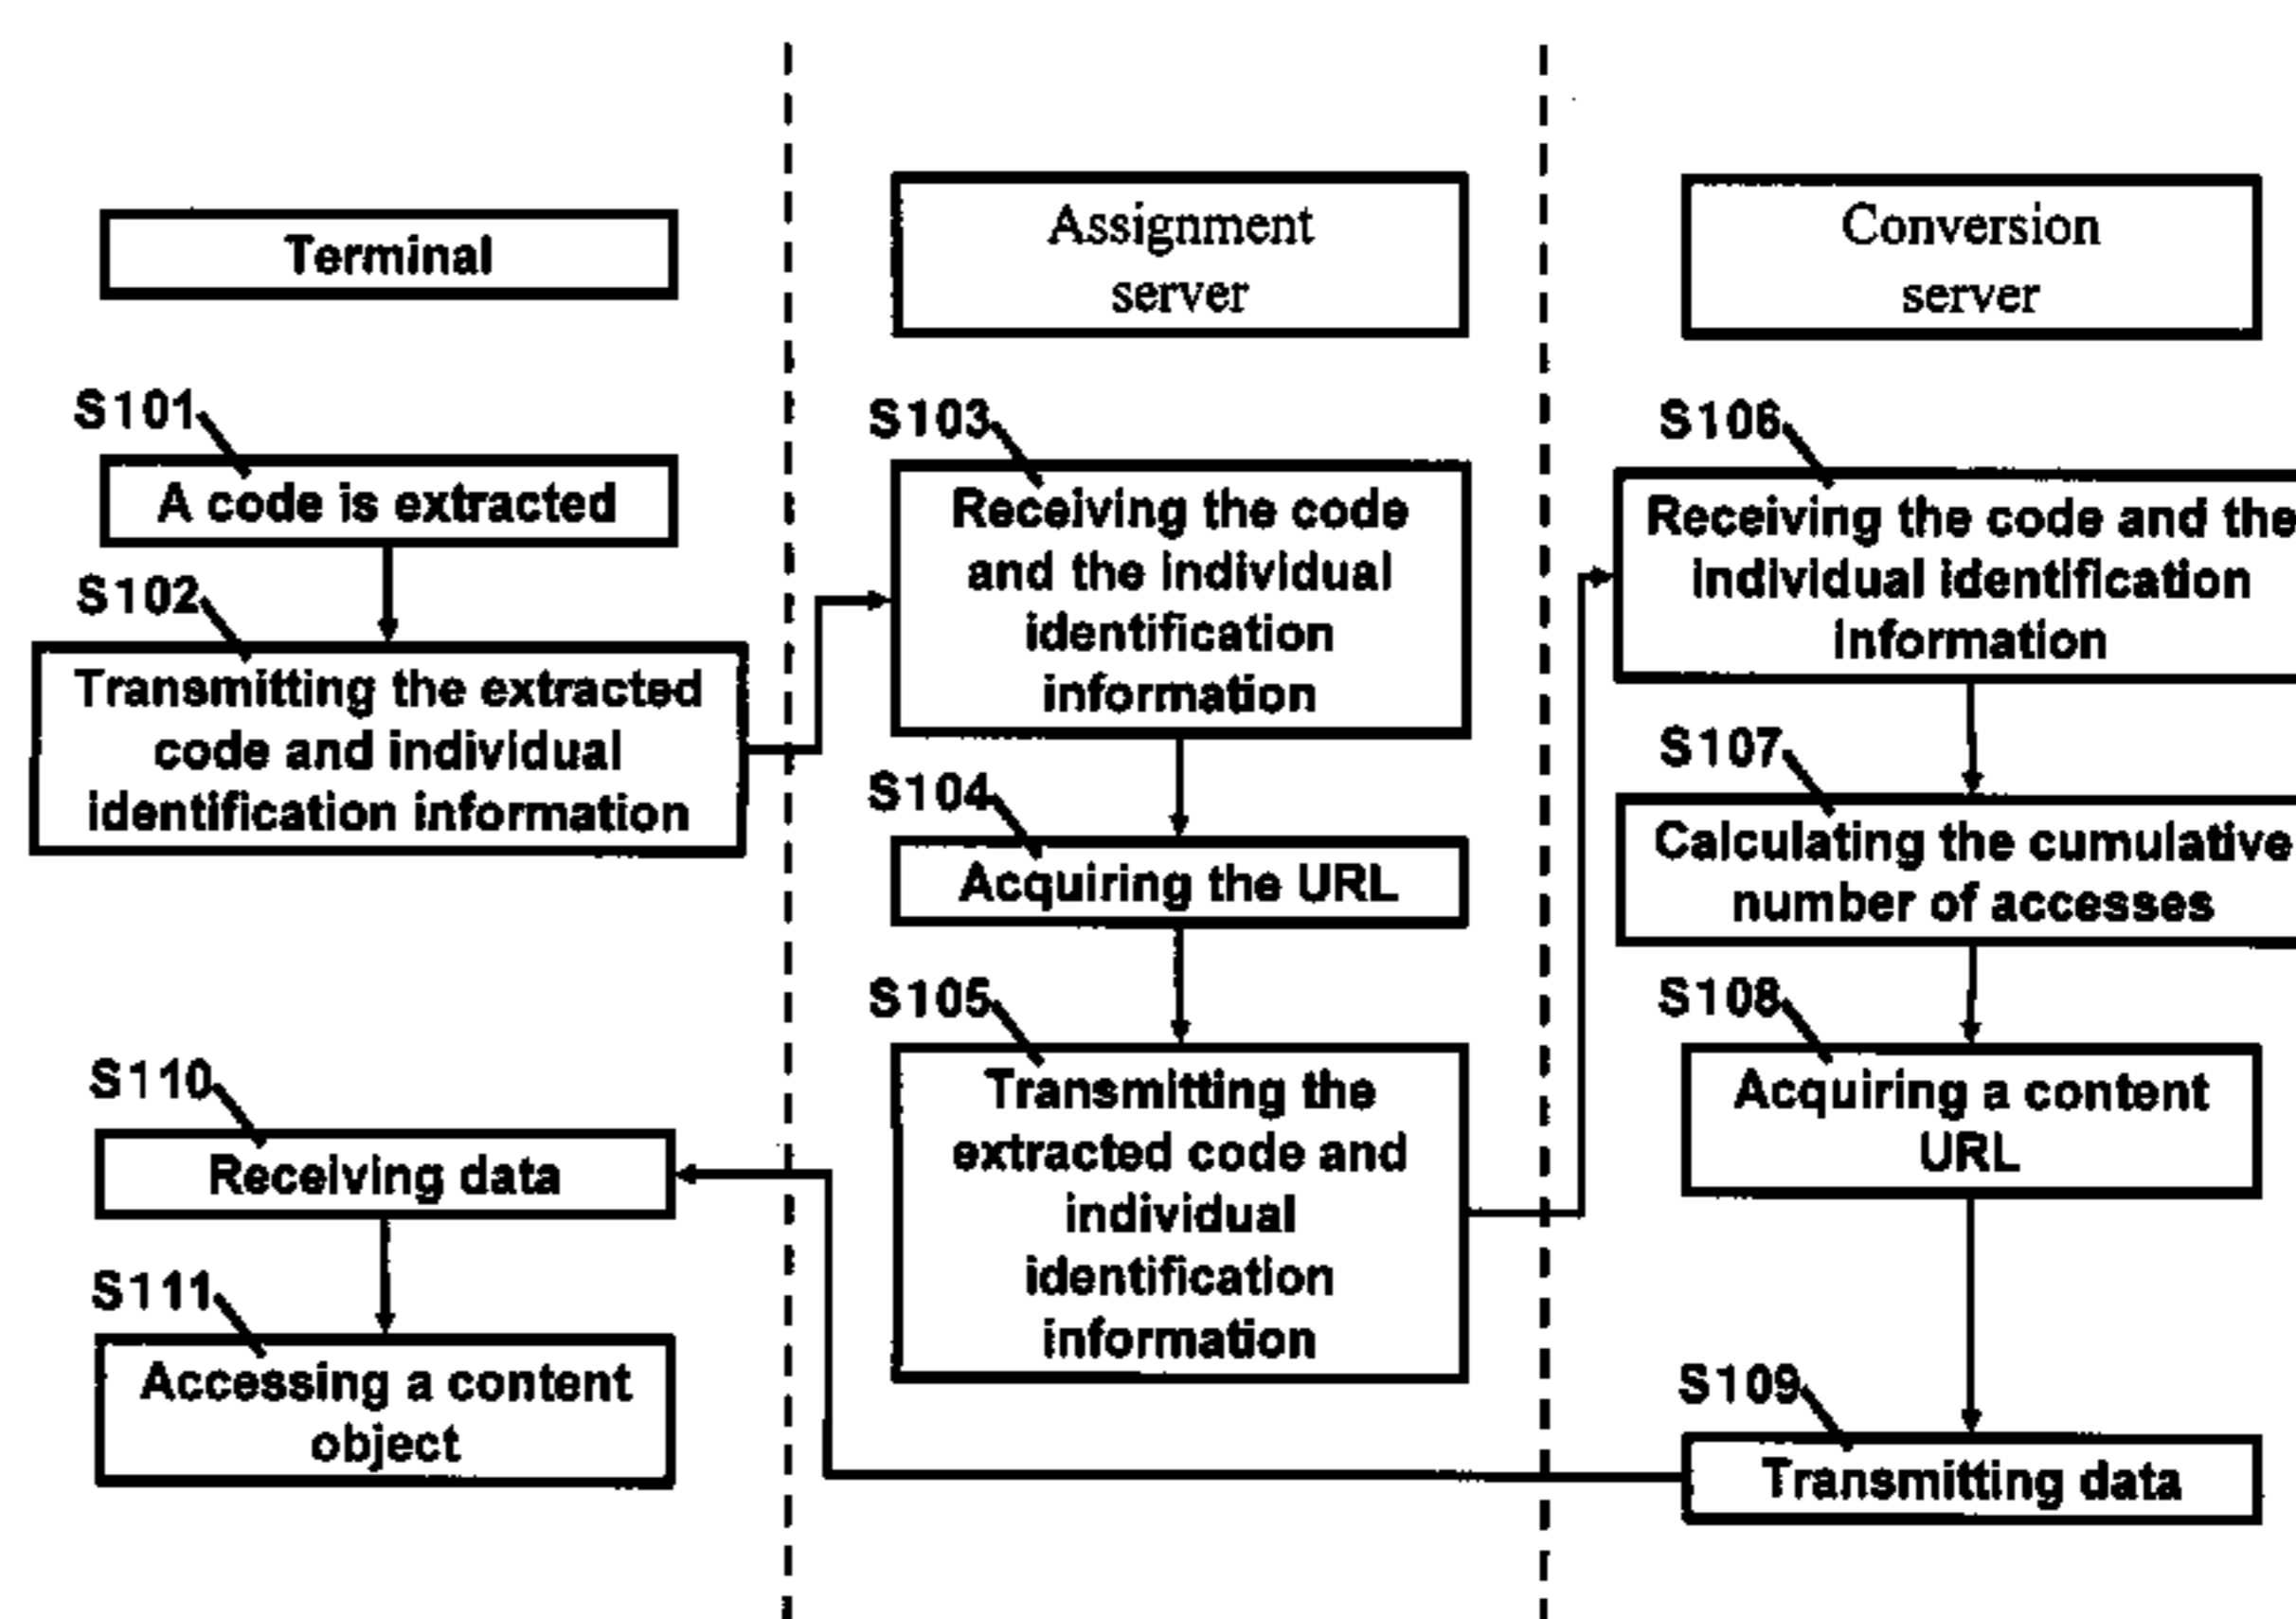 Terminal
S101
A code is extracted
S102
Transmitting the extracted
code and individual
identification information
S110
Receiving data
S111
Accessing a content
object
Assignment
server
S103
Receiving the code
and the individual
identification
information
S104
Acquiring the URL
S105
Transmitting the
extracted code and
individual
identification
information
Conversion
server
S106
Receiving the code and the
individual identification
information
S107
Calculating the cumulative
number of accesses
S108
Acquiring a content
URL
S109
Transmitting data